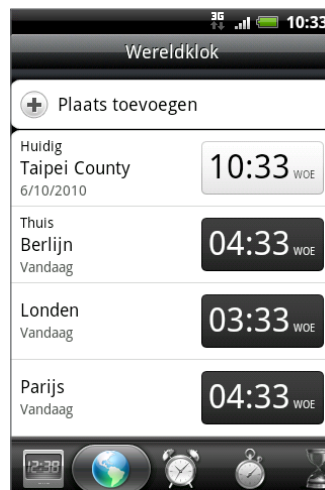 3G 10:33
Wereldklok
Plaats toevoegen
Huidig
Taipei County
6/10/2010
10:33 WOE
Thuis
Berlijn
Vandaag
04:33 WOE
Londen
Vandaag
03:33 WOE
Parijs
Vandaag
04:33 WOE
12:38